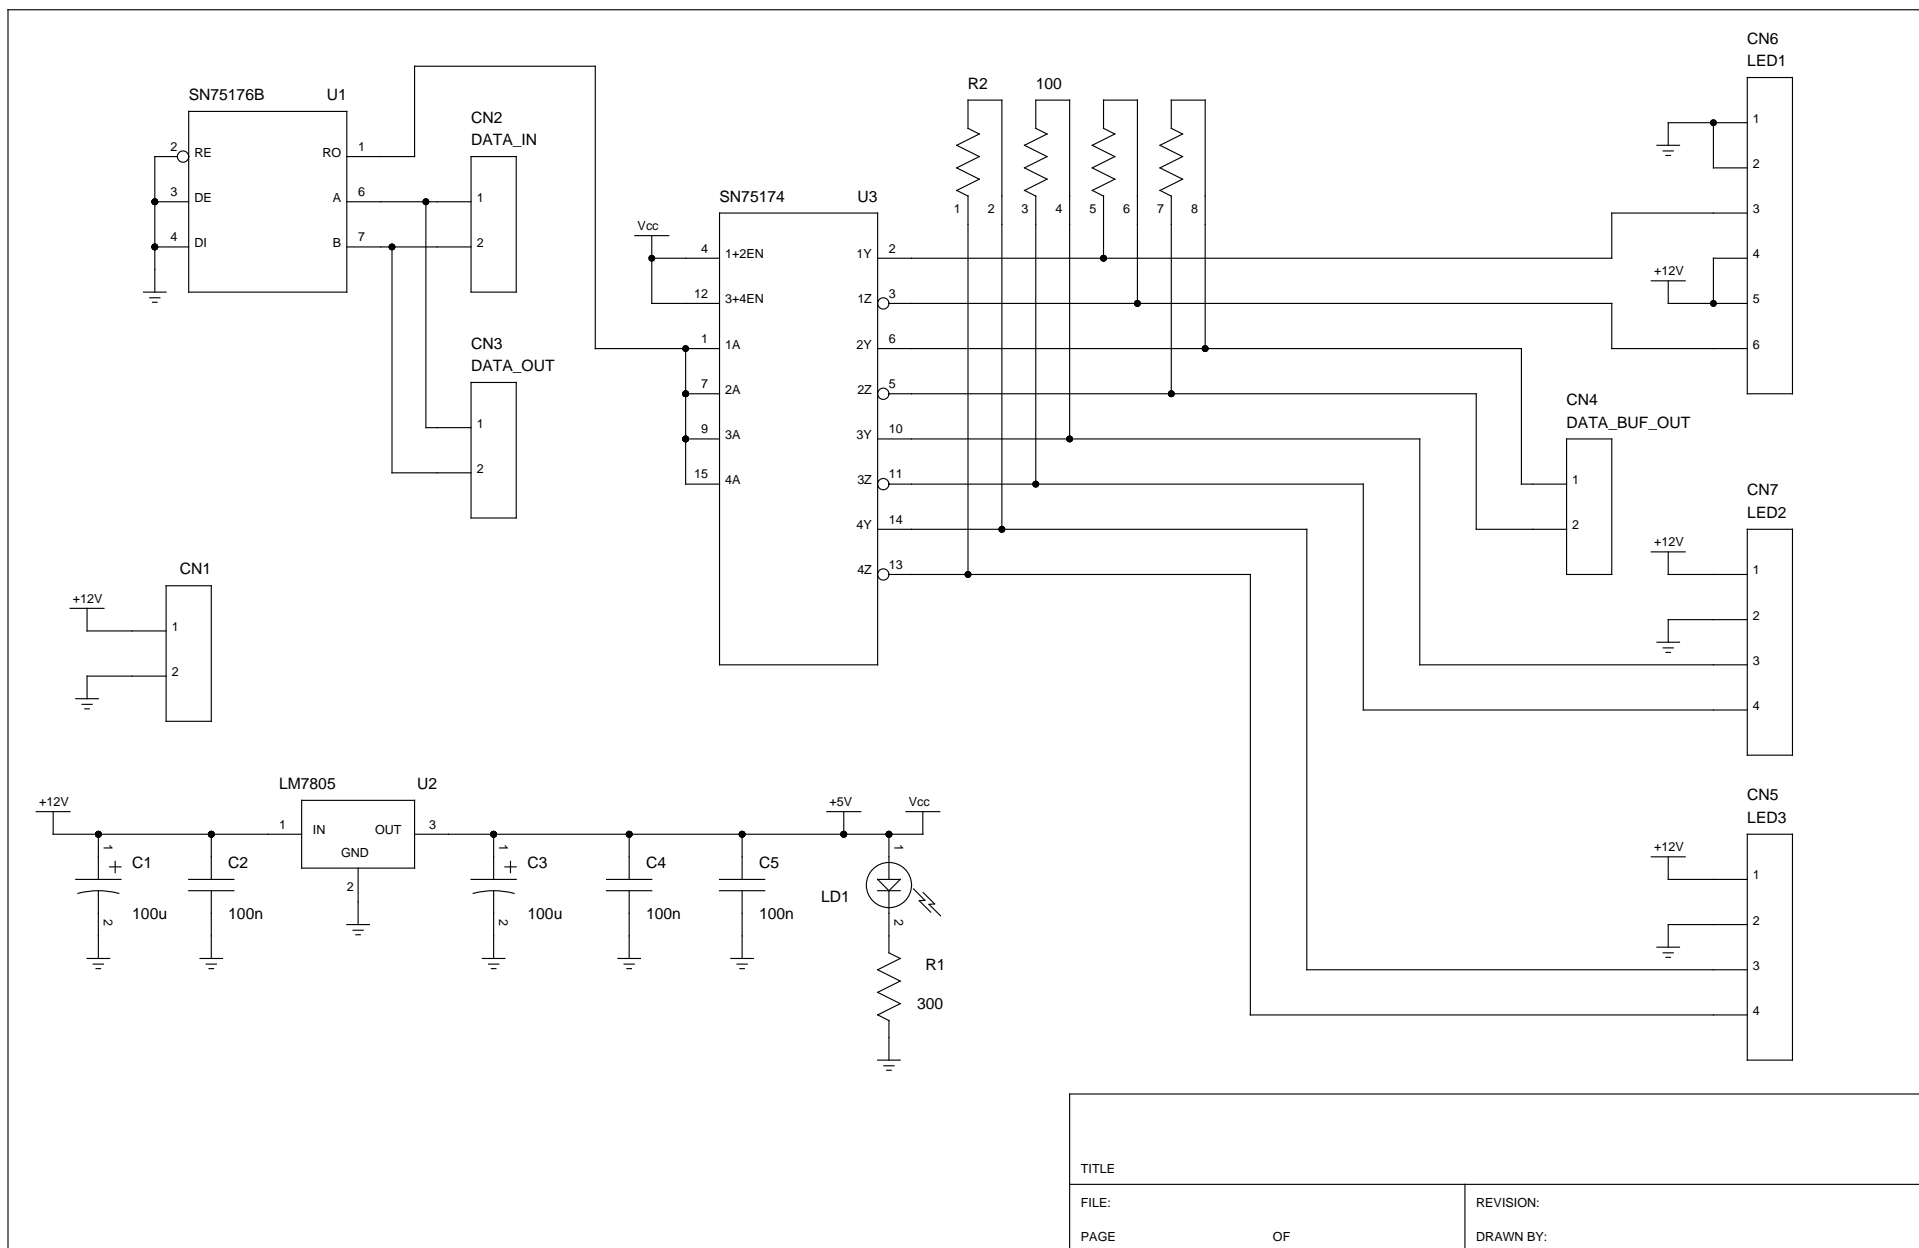 SN75176B U1
2 RE RO 1
3 DE A 6
4 DI B 7
CN2
DATA_IN
1
2
CN3
DATA_OUT
1
2
SN75174 U3
Vcc
4 1+2EN 1Y 2
12 3+4EN 1Z 3
1 1A 2Y 6
7 2A 2Z 5
9 3A 3Y 10
15 4A 3Z 11
4Y 14
4Z 13
R2 100
1 2 3 4 5 6 7 8
CN6
LED1
1
2
3
4
+12V
5
6
CN4
DATA_BUF_OUT
1
2
CN7
LED2
+12V
1
2
3
4
CN1
+12V
1
2
LM7805 U2
+12V
1 IN OUT 3
GND
2
+5V Vcc
1 + C1
100u
2
C2
100n
1 + C3
100u
2
C4
100n
C5
100n
1
LD1
2
R1
300
CN5
LED3
+12V
1
2
3
4
TITLE
FILE: REVISION:
PAGE OF DRAWN BY: